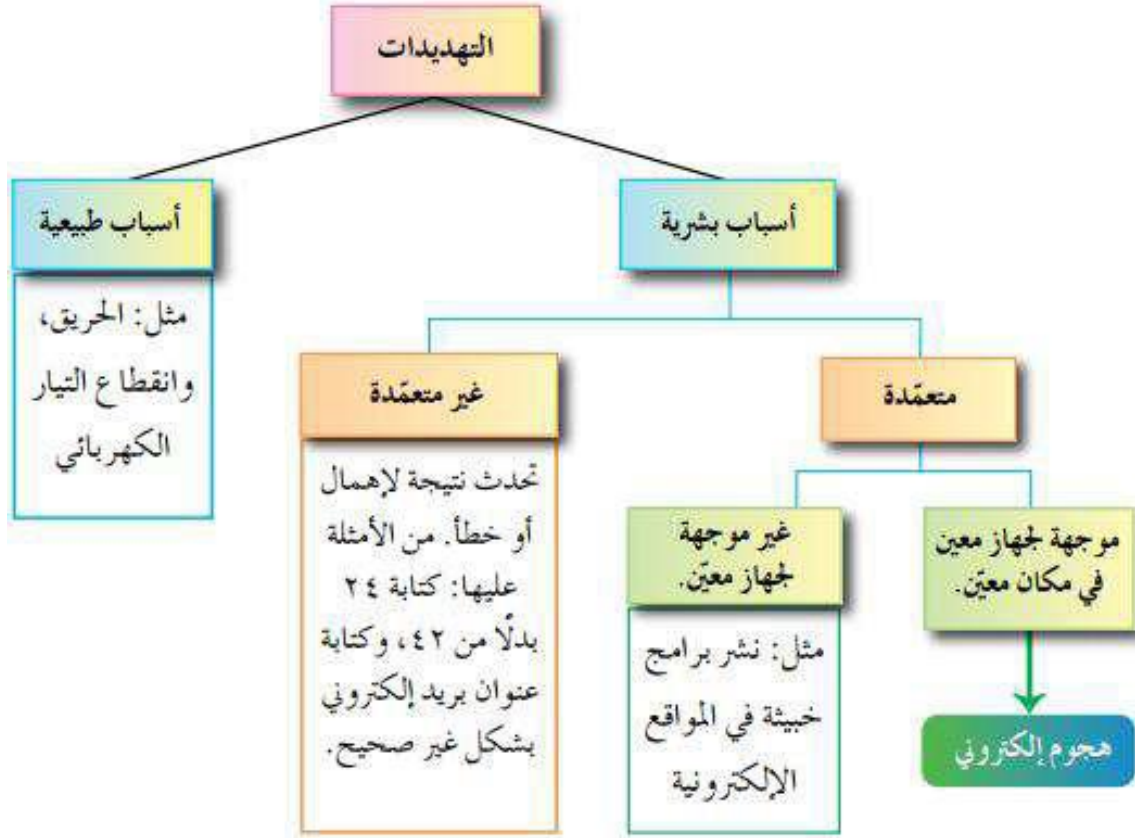 التهديدات
أسباب بشرية
أسباب طبيعية
مثل: الحريق،
وانقطاع التيار
الكهربائي
متعمّدة
غير متعمّدة
تحدث نتيجة لإهمال
أو خطأ. من الأمثلة
عليها: كتابة ٢٤
بدلًا من ٤٢، وكتابة
عنوان بريد إلكتروني
بشكل غير صحيح.
موجهة لجهاز معين
في مكان معيّن.
هجوم إلكتروني
غير موجهة
لجهاز معيّن.
مثل: نشر برامج
خبيثة في المواقع
الإلكترونية